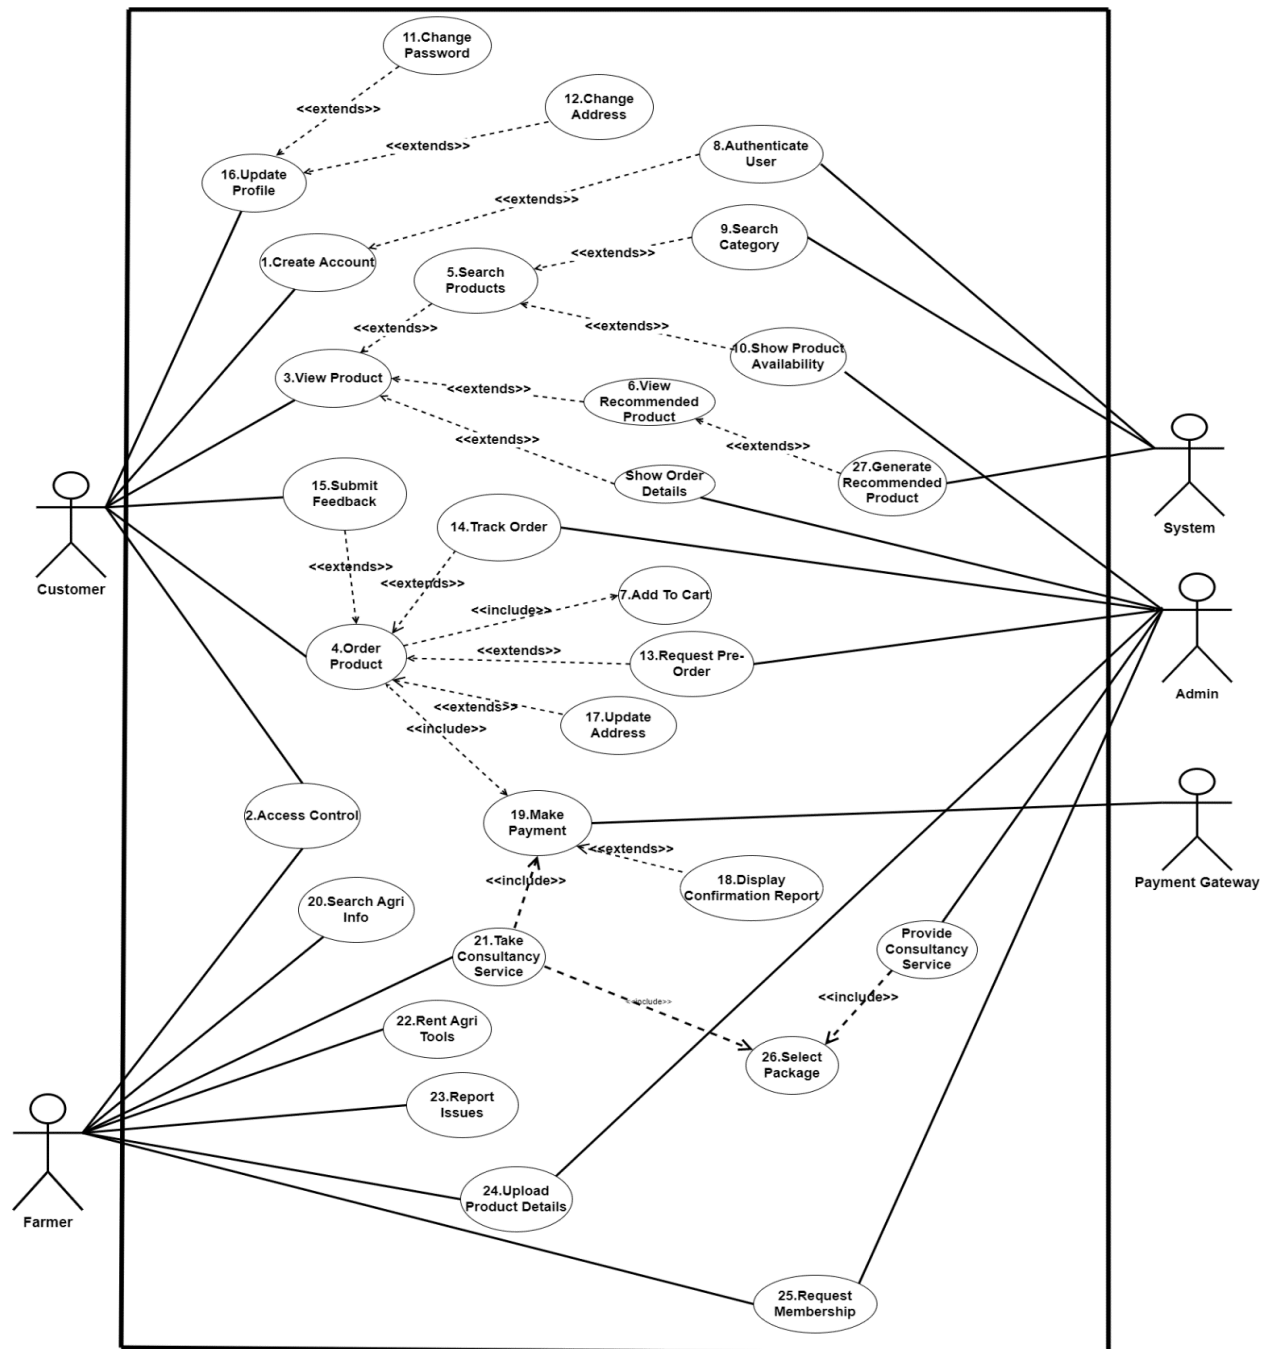 11.Change
Password
<<extends>>
12.Change
Address
<<extends>>
8.Authenticate
User
16.Update
Profile
<<extends>>
9.Search
Category
1.Create Account
<<extends>>
5.Search
Products
<<extends>>
<<extends>>
10.Show Product
Availability
3.View Product
<<extends>>
6.View
Recommended
Product
<<extends>>
<<extends>>
27.Generate
Recommended
Product
Show Order
Details
15.Submit
Feedback
14.Track Order
System
<<extends>>
<<extends>>
Customer
7.Add To Cart
<<include>>
4.Order
Product
<<extends>>
13.Request Pre-
Order
Admin
<<extends>>
17.Update
Address
<<include>>
2.Access Control
19.Make
Payment
<<extends>>
18.Display
Confirmation Report
Payment Gateway
<<include>>
20.Search Agri
Info
21.Take
Consultancy
Service
Provide
Consultancy
Service
<<include>>
<<include>>
22.Rent Agri
Tools
26.Select
Package
23.Report
Issues
24.Upload
Product Details
Farmer
25.Request
Membership